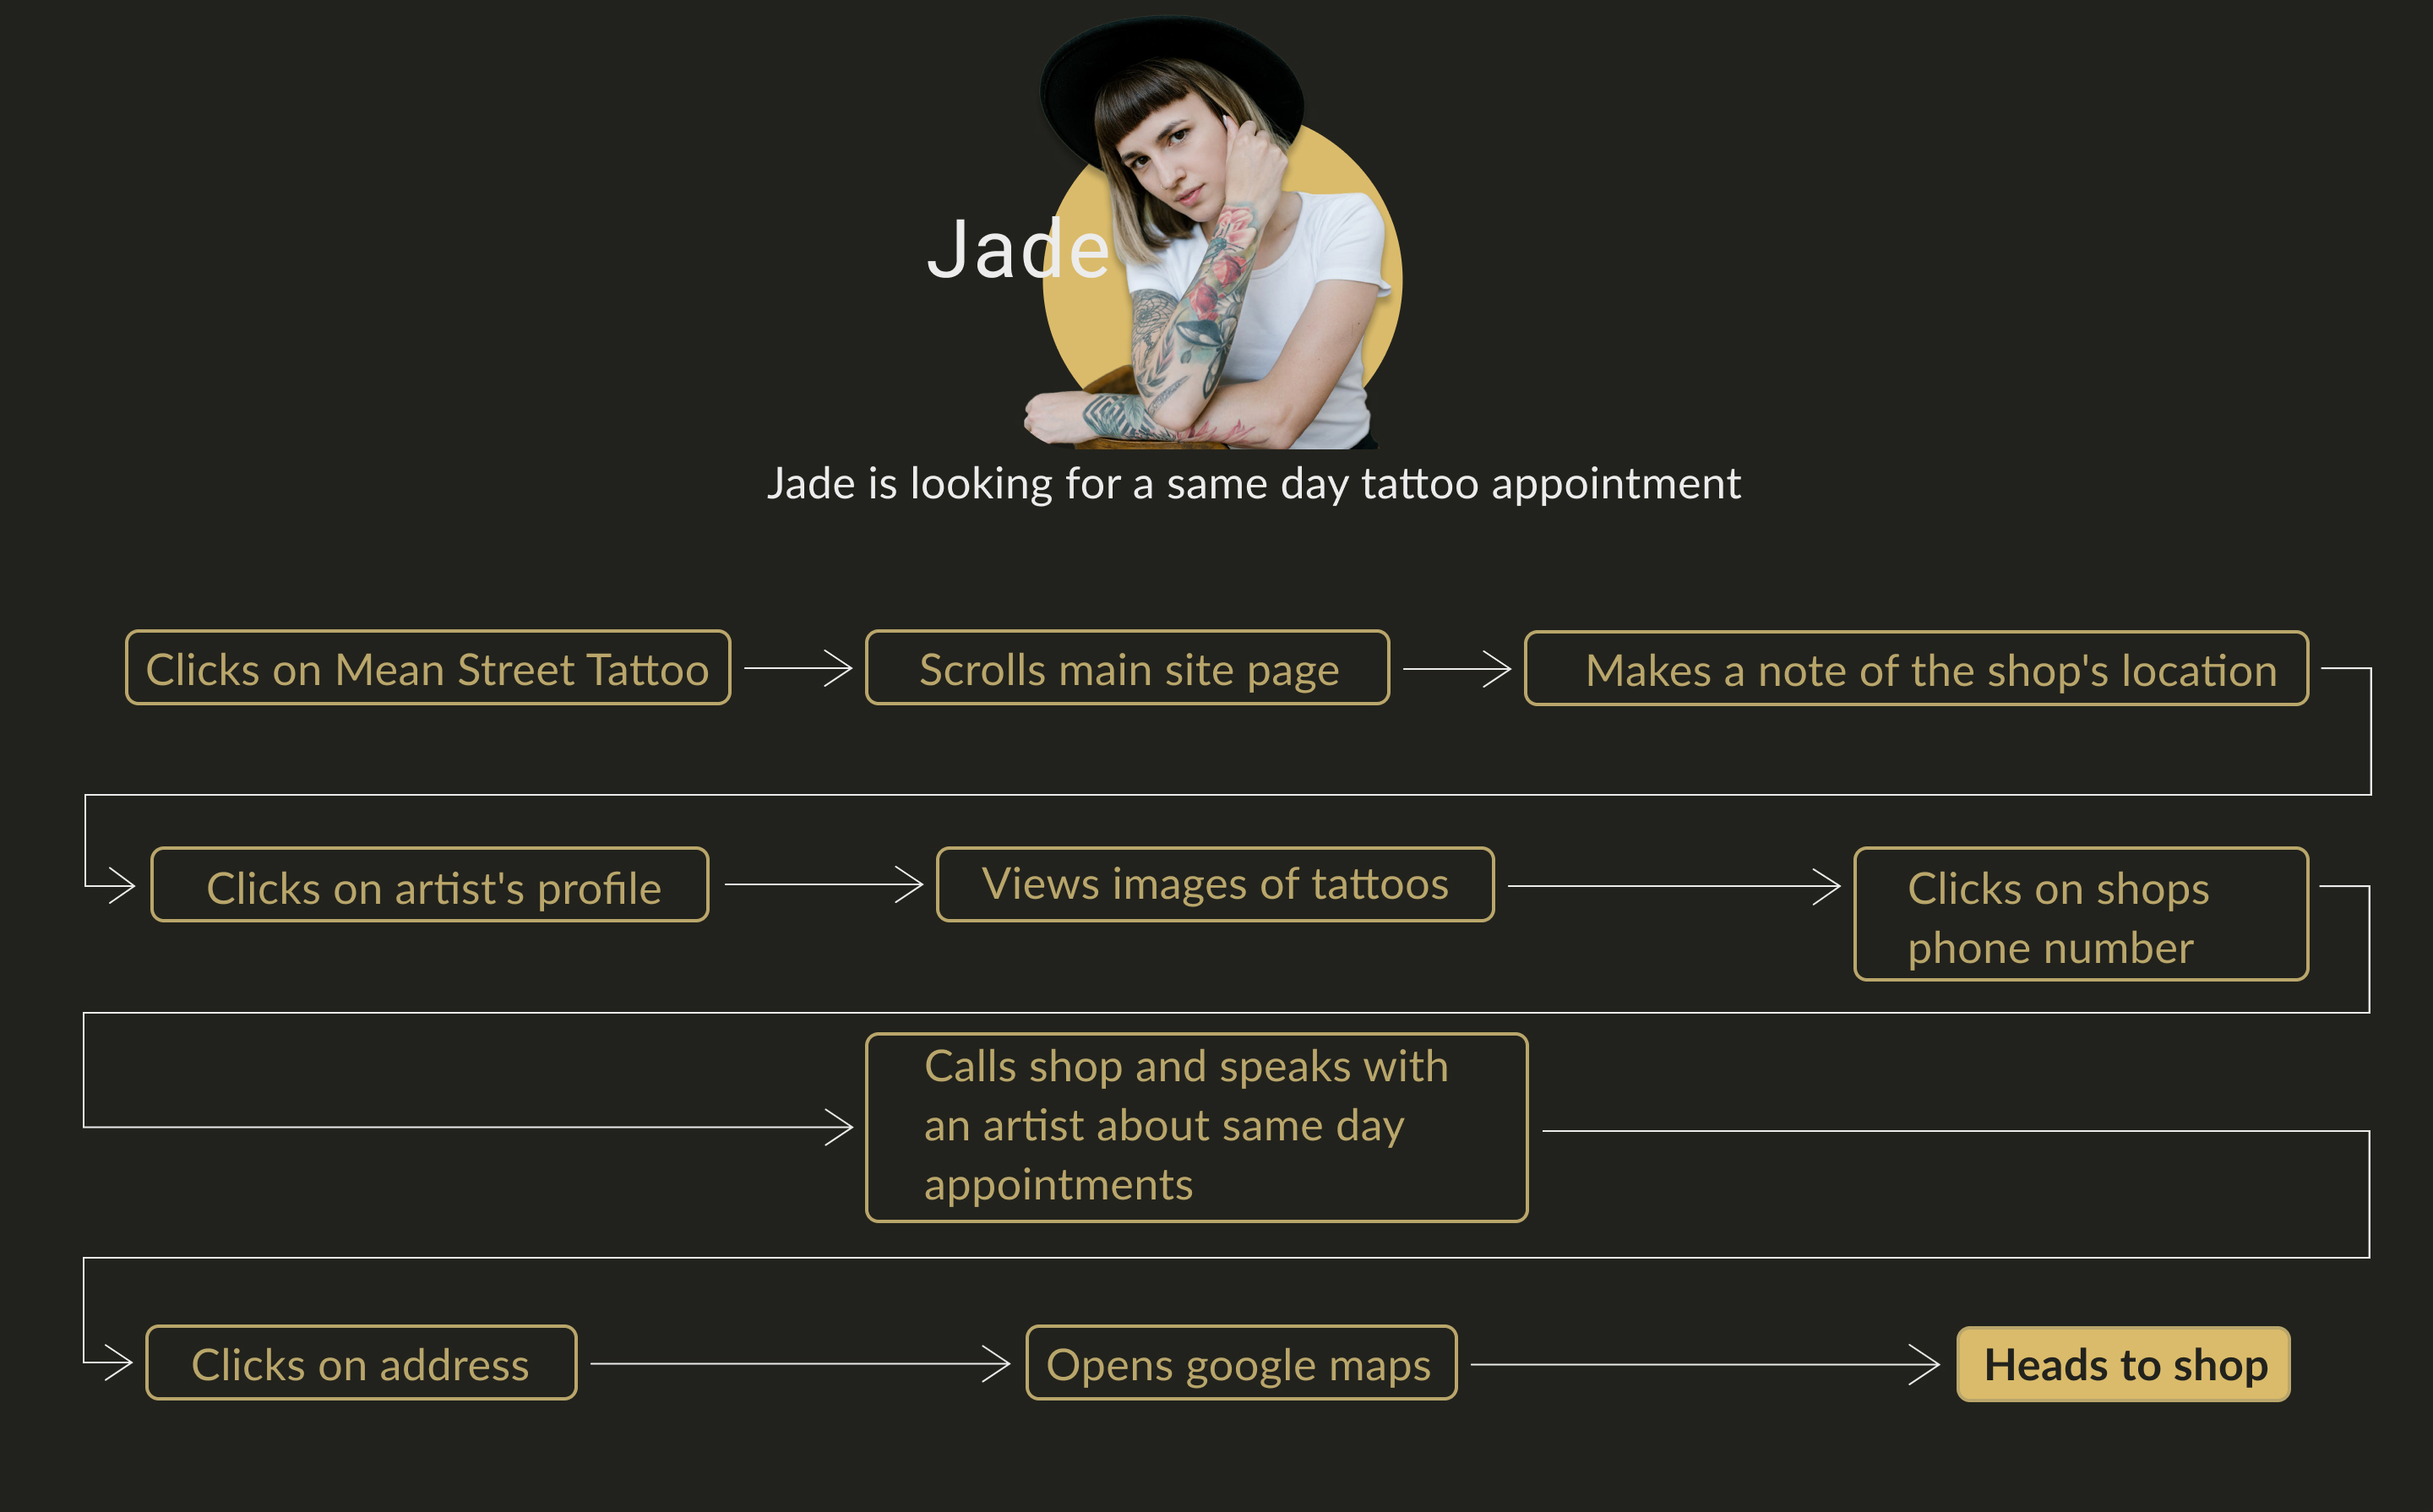 Jade
Jade is looking for a same day tattoo appointment
Clicks on Mean Street Tattoo
Scrolls main site page
Makes a note of the shop's location
Clicks on artist's profile
Views images of tattoos
Clicks on shops
phone number
Calls shop and speaks with
an artist about same day
appointments
Clicks on address
Opens google maps
Heads to shop